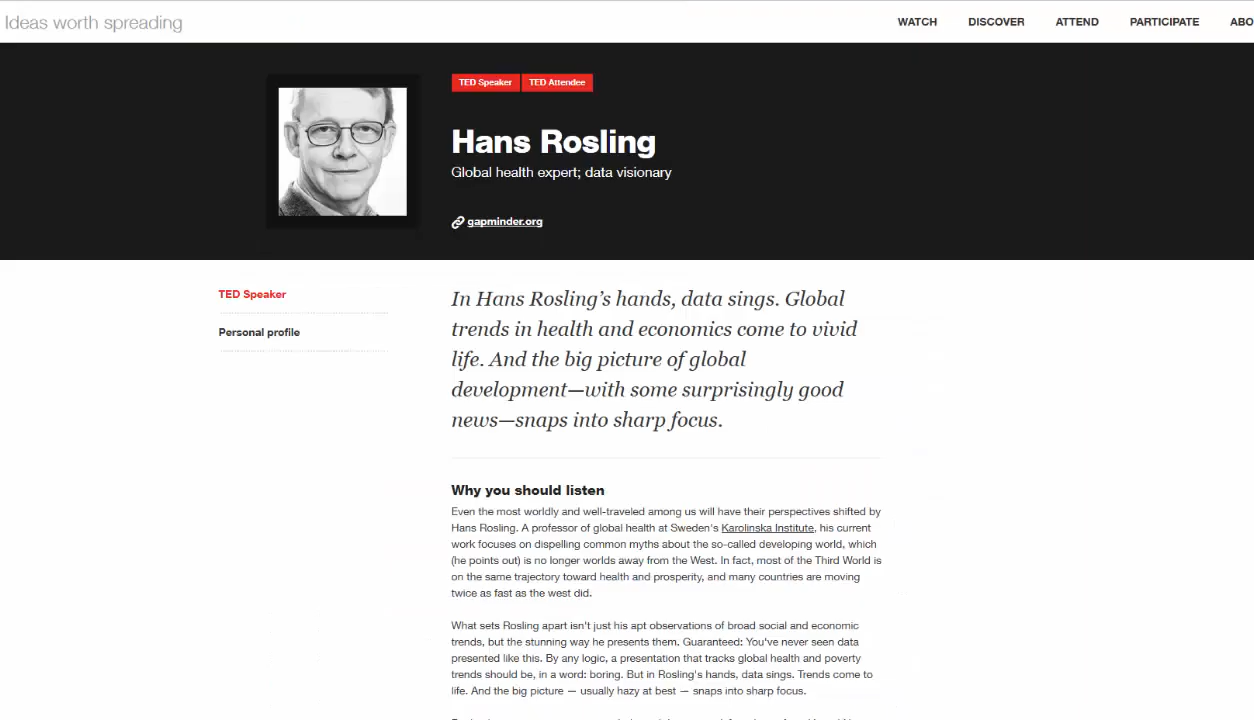 Ideas worth spreading
WATCH DISCOVER ATTEND PARTICIPATE ABO
TED Speaker TED Attendee
Hans Rosling
Global health expert; data visionary
gapminder.org
TED Speaker
Personal profile
In Hans Rosling’s hands, data sings. Global
trends in health and economics come to vivid
life. And the big picture of global
development—with some surprisingly good
news—snaps into sharp focus.
Why you should listen
Even the most worldly and well-traveled among us will have their perspectives shifted by
Hans Rosling. A professor of global health at Sweden's Karolinska Institute, his current
work focuses on dispelling common myths about the so-called developing world, which
(he points out) is no longer worlds away from the West. In fact, most of the Third World is
on the same trajectory toward health and prosperity, and many countries are moving
twice as fast as the west did.
What sets Rosling apart isn't just his apt observations of broad social and economic
trends, but the stunning way he presents them. Guaranteed: You've never seen data
presented like this. By any logic, a presentation that tracks global health and poverty
trends should be, in a word: boring. But in Rosling's hands, data sings. Trends come to
life. And the big picture — usually hazy at best — snaps into sharp focus.